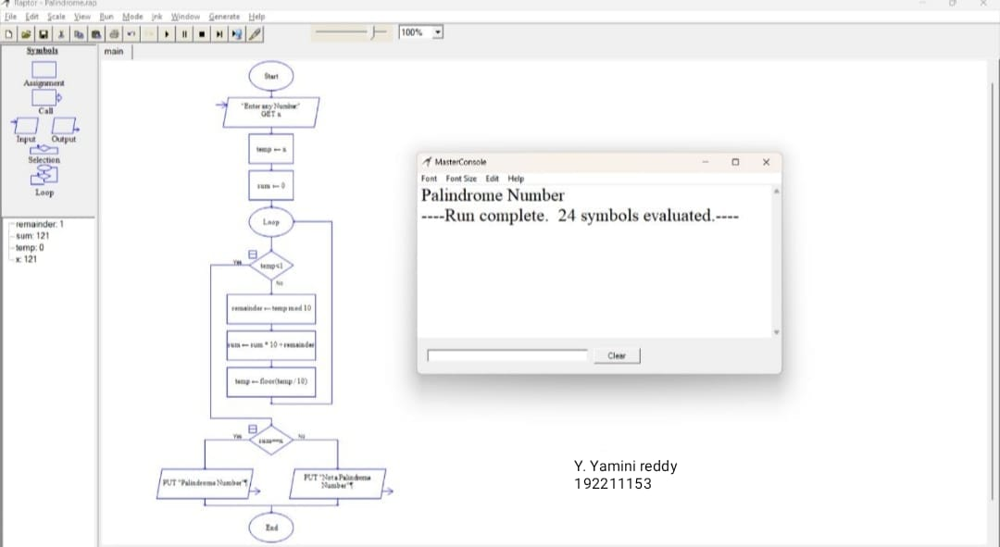 Raptor - Palindrome.rap
File Edit Scale View Run Mode Ink Window Generate Help
100%
Symbols
main
Assignment
Call
Input Output
Selection
Loop
remainder: 1
sum: 121
temp: 0
x: 121
Start
"Enter any Number"
GET x
temp ← x
sum ← 0
Loop
Yes
temp<1
No
remainder ← temp mod 10
sum ← sum * 10 + remainder
temp ← floor(temp / 10)
Yes
sum==x
No
PUT "Palindrome Number"¶
PUT "Not a Palindrome
Number"¶
End
MasterConsole
Font Font Size Edit Help
Palindrome Number
----Run complete. 24 symbols evaluated.----
Clear
Y. Yamini reddy
192211153